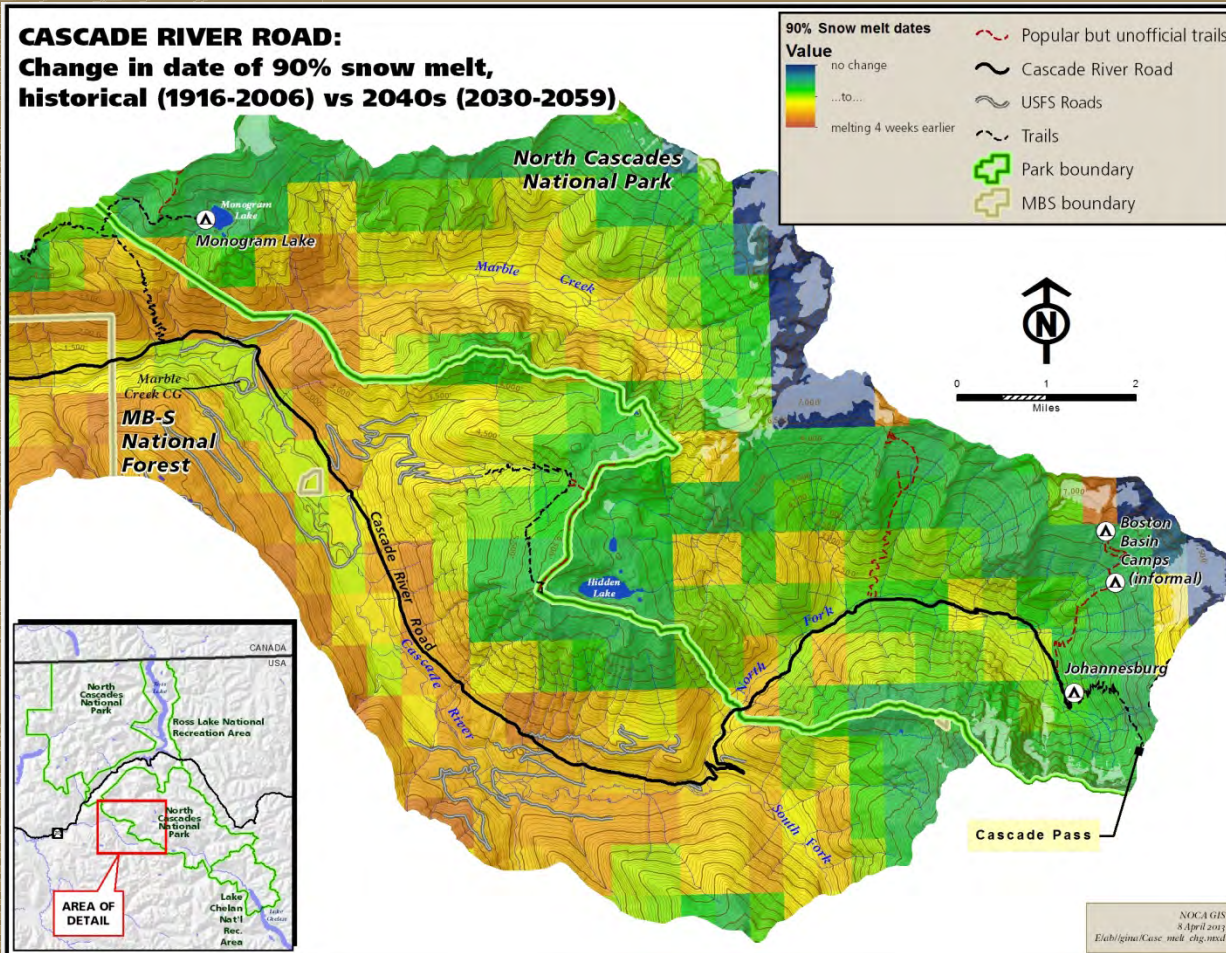 CASCADE RIVER ROAD:
Change in date of 90% snow melt,
historical (1916-2006) vs 2040s (2030-2059)
90% Snow melt dates
Value
no change
...to...
melting 4 weeks earlier
Popular but unofficial trails
Cascade River Road
USFS Roads
Trails
Park boundary
MBS boundary
North Cascades
National Park
Monogram
Lake
Monogram Lake
Marble
Creek
N
0 1 2
Miles
Marble
Creek CG
MB-S
National
Forest
Cascade River Road
Cascade
River
Hidden
Lake
North
Fork
South
Fork
Boston
Basin
Camps
(informal)
Johannesburg
Cascade Pass
CANADA
USA
North
Cascades
National
Park
Ross Lake National
Recreation Area
North
Cascades
National
Park
AREA OF
DETAIL
Lake
Chelan
Nat'l
Rec.
Area
NOCA GIS
8 April 2013